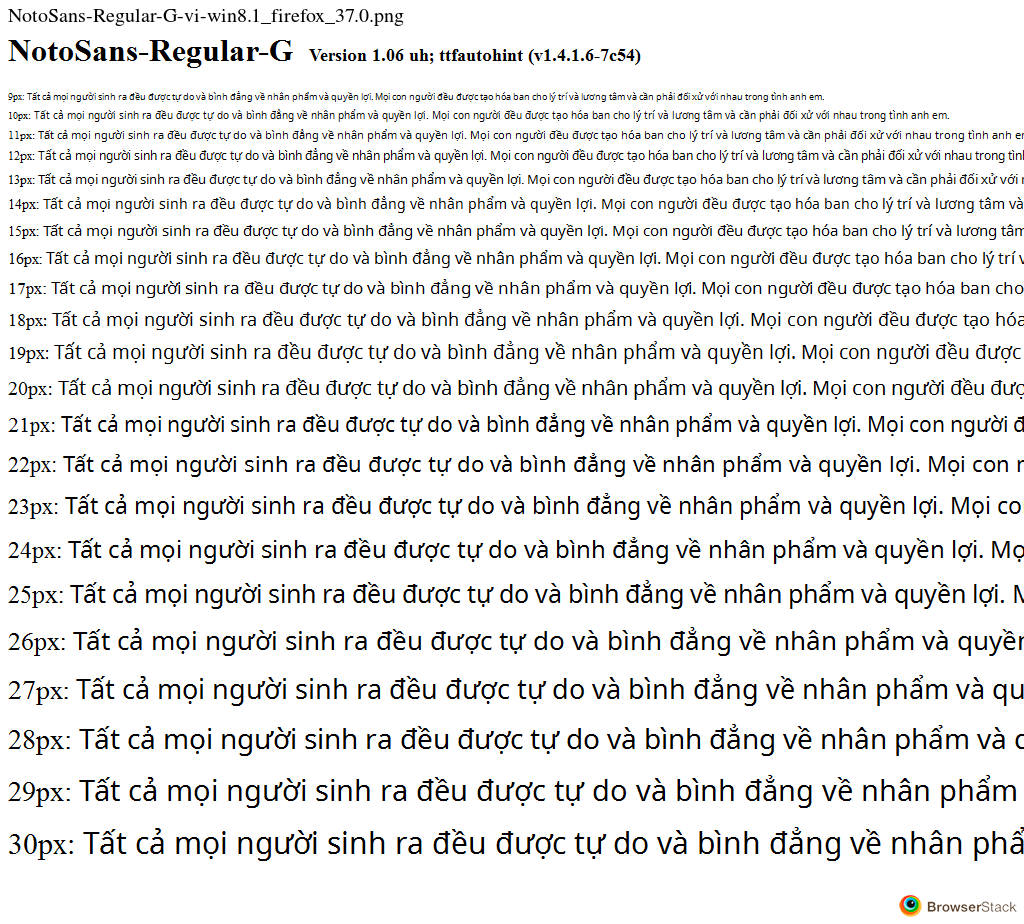 NotoSans-Regular-G-vi-win8.1_firefox_37.0.png
NotoSans-Regular-G Version 1.06 uh; ttfautohint (v1.4.1.6-7c54)
9px: Tất cả mọi người sinh ra đều được tự do và bình đẳng về nhân phẩm và quyền lợi. Mọi con người đều được tạo hóa ban cho lý trí và lương tâm và cần phải đối xử với nhau trong tình anh em.
10px: Tất cả mọi người sinh ra đều được tự do và bình đẳng về nhân phẩm và quyền lợi. Mọi con người đều được tạo hóa ban cho lý trí và lương tâm và cần phải đối xử với nhau trong tình anh em.
11px: Tất cả mọi người sinh ra đều được tự do và bình đẳng về nhân phẩm và quyền lợi. Mọi con người đều được tạo hóa ban cho lý trí và lương tâm và cần phải đối xử với nhau trong tình anh
12px: Tất cả mọi người sinh ra đều được tự do và bình đẳng về nhân phẩm và quyền lợi. Mọi con người đều được tạo hóa ban cho lý trí và lương tâm và cần phải đối xử với nhau trong
13px: Tất cả mọi người sinh ra đều được tự do và bình đẳng về nhân phẩm và quyền lợi. Mọi con người đều được tạo hóa ban cho lý trí và lương tâm và cần phải đối xử với
14px: Tất cả mọi người sinh ra đều được tự do và bình đẳng về nhân phẩm và quyền lợi. Mọi con người đều được tạo hóa ban cho lý trí và lương tâm và
15px: Tất cả mọi người sinh ra đều được tự do và bình đẳng về nhân phẩm và quyền lợi. Mọi con người đều được tạo hóa ban cho lý trí và lương tâm
16px: Tất cả mọi người sinh ra đều được tự do và bình đẳng về nhân phẩm và quyền lợi. Mọi con người đều được tạo hóa ban cho lý trí
17px: Tất cả mọi người sinh ra đều được tự do và bình đẳng về nhân phẩm và quyền lợi. Mọi con người đều được tạo hóa ban cho
18px: Tất cả mọi người sinh ra đều được tự do và bình đẳng về nhân phẩm và quyền lợi. Mọi con người đều được tạo hóa
19px: Tất cả mọi người sinh ra đều được tự do và bình đẳng về nhân phẩm và quyền lợi. Mọi con người đều được
20px: Tất cả mọi người sinh ra đều được tự do và bình đẳng về nhân phẩm và quyền lợi. Mọi con người đều đượ
21px: Tất cả mọi người sinh ra đều được tự do và bình đẳng về nhân phẩm và quyền lợi. Mọi con người đ
22px: Tất cả mọi người sinh ra đều được tự do và bình đẳng về nhân phẩm và quyền lợi. Mọi con
23px: Tất cả mọi người sinh ra đều được tự do và bình đẳng về nhân phẩm và quyền lợi. Mọi co
24px: Tất cả mọi người sinh ra đều được tự do và bình đẳng về nhân phẩm và quyền lợi. Mọ
25px: Tất cả mọi người sinh ra đều được tự do và bình đẳng về nhân phẩm và quyền lợi.
26px: Tất cả mọi người sinh ra đều được tự do và bình đẳng về nhân phẩm và quyền
27px: Tất cả mọi người sinh ra đều được tự do và bình đẳng về nhân phẩm và qu
28px: Tất cả mọi người sinh ra đều được tự do và bình đẳng về nhân phẩm và
29px: Tất cả mọi người sinh ra đều được tự do và bình đẳng về nhân phẩm
30px: Tất cả mọi người sinh ra đều được tự do và bình đẳng về nhân phẩ
BrowserStack